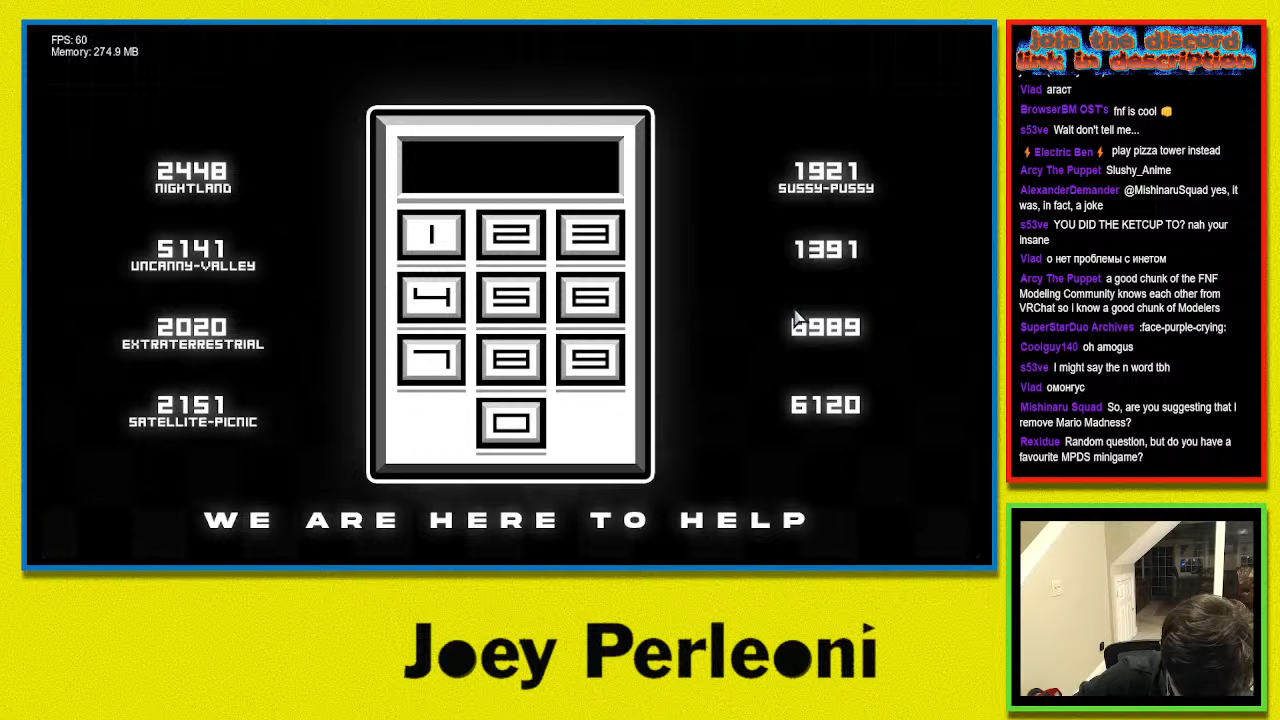 FPS: 60
Memory: 274.9 MB
2448
NIGHTLAND
5141
UNCANNY-VALLEY
2020
EXTRATERRESTRIAL
2151
SATELLITE-PICNIC
1 2 3
4 5 6
7 8 9
0
1921
SUSSY-PUSSY
1391
6989
6120
WE ARE HERE TO HELP
Joey Perleoni
join the discord
link in description
Vlad агаст
BrowserBM OST's fnf is cool
s53ve Wait don't tell me...
Electric Ben play pizza tower instead
Arcy The Puppet Slushy_Anime
AlexanderDemander @MishinaruSquad yes, it
was, in fact, a joke
s53ve YOU DID THE KETCUP TO? nah your
insane
Vlad о нет проблемы с инетом
Arcy The Puppet a good chunk of the FNF
Modeling Community knows each other from
VRChat so I know a good chunk of Modelers
SuperStarDuo Archives :face-purple-crying:
Coolguy140 oh amogus
s53ve I might say the n word tbh
Vlad омонгус
Mishinaru Squad So, are you suggesting that I
remove Mario Madness?
Rexidue Random question, but do you have a
favourite MPDS minigame?